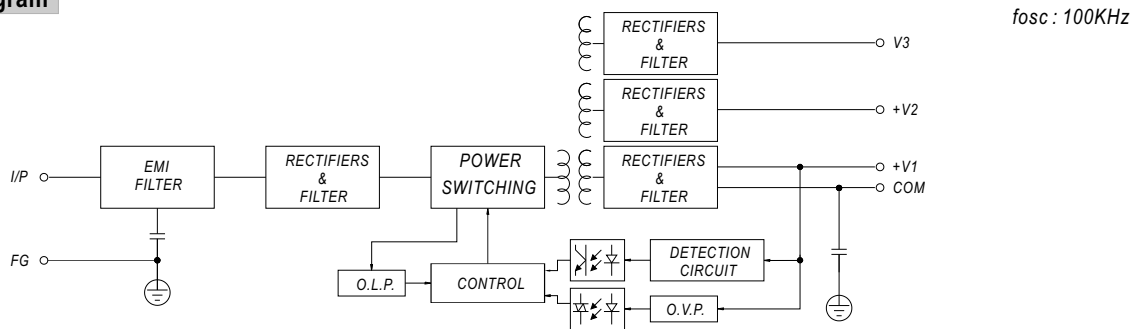 fosc : 100KHz
RECTIFIERS
&
FILTER
V3
RECTIFIERS
&
FILTER
+V2
I/P
EMI
FILTER
RECTIFIERS
&
FILTER
POWER
SWITCHING
RECTIFIERS
&
FILTER
+V1
COM
FG
O.L.P.
CONTROL
DETECTION
CIRCUIT
O.V.P.